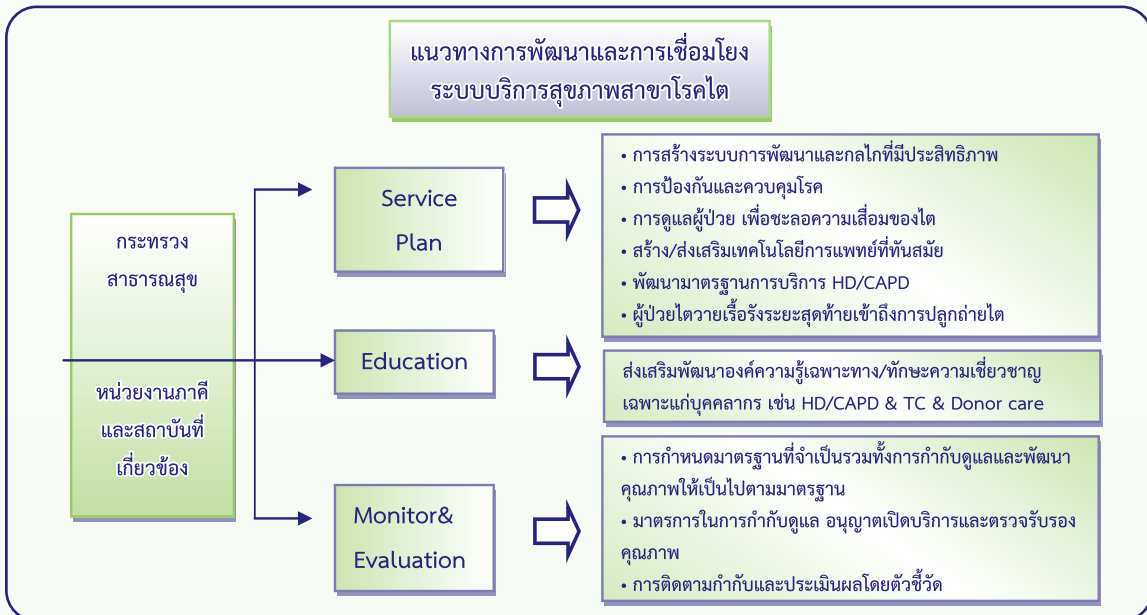 แนวทางการพัฒนาและการเชื่อมโยง
ระบบบริการสุขภาพสาขาโรคไต
กระทรวง
สาธารณสุข
หน่วยงานภาคี
และสถาบันที่
เกี่ยวข้อง
Service
Plan
• การสร้างระบบการพัฒนาและกลไกที่มีประสิทธิภาพ
• การป้องกันและควบคุมโรค
• การดูแลผู้ป่วย เพื่อชะลอความเสื่อมของไต
• สร้าง/ส่งเสริมเทคโนโลยีการแพทย์ที่ทันสมัย
• พัฒนามาตรฐานการบริการ HD/CAPD
• ผู้ป่วยไตวายเรื้อรังระยะสุดท้ายเข้าถึงการปลูกถ่ายไต
Education
ส่งเสริมพัฒนาองค์ความรู้เฉพาะทาง/ทักษะความเชี่ยวชาญ
เฉพาะแก่บุคคลากร เช่น HD/CAPD & TC & Donor care
Monitor&
Evaluation
• การกำหนดมาตรฐานที่จำเป็นรวมทั้งการกำกับดูแลและพัฒนา
คุณภาพให้เป็นไปตามมาตรฐาน
• มาตรการในการกำกับดูแล อนุญาตเปิดบริการและตรวจรับรอง
คุณภาพ
• การติดตามกำกับและประเมินผลโดยตัวชี้วัด